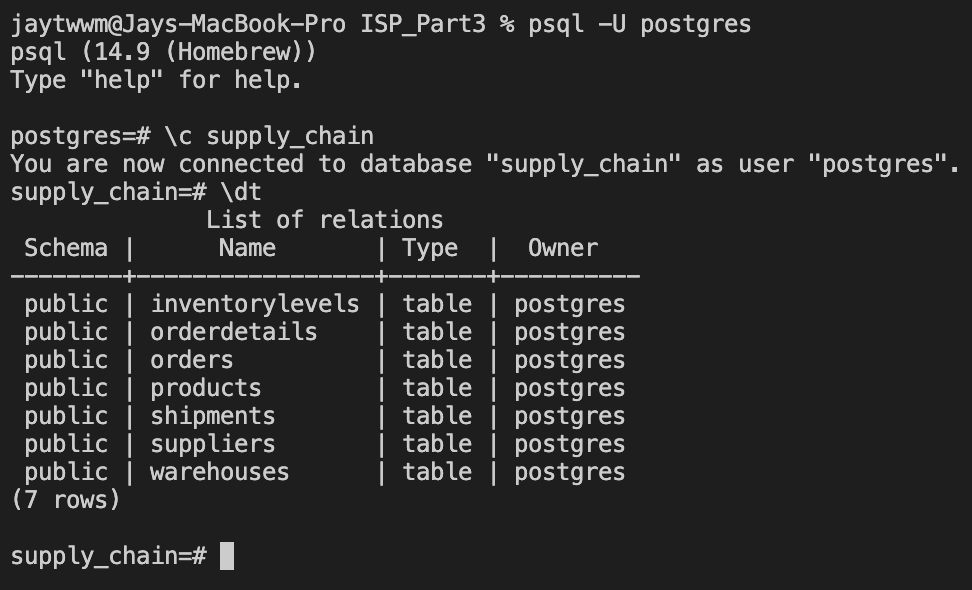 jaytwwm@Jays-MacBook-Pro ISP_Part3 % psql -U postgres
psql (14.9 (Homebrew))
Type "help" for help.

postgres=# \c supply_chain
You are now connected to database "supply_chain" as user "postgres".
supply_chain=# \dt
              List of relations
 Schema |      Name       | Type  |  Owner
--------+-----------------+-------+----------
 public | inventorylevels | table | postgres
 public | orderdetails    | table | postgres
 public | orders          | table | postgres
 public | products        | table | postgres
 public | shipments       | table | postgres
 public | suppliers       | table | postgres
 public | warehouses      | table | postgres
(7 rows)

supply_chain=#